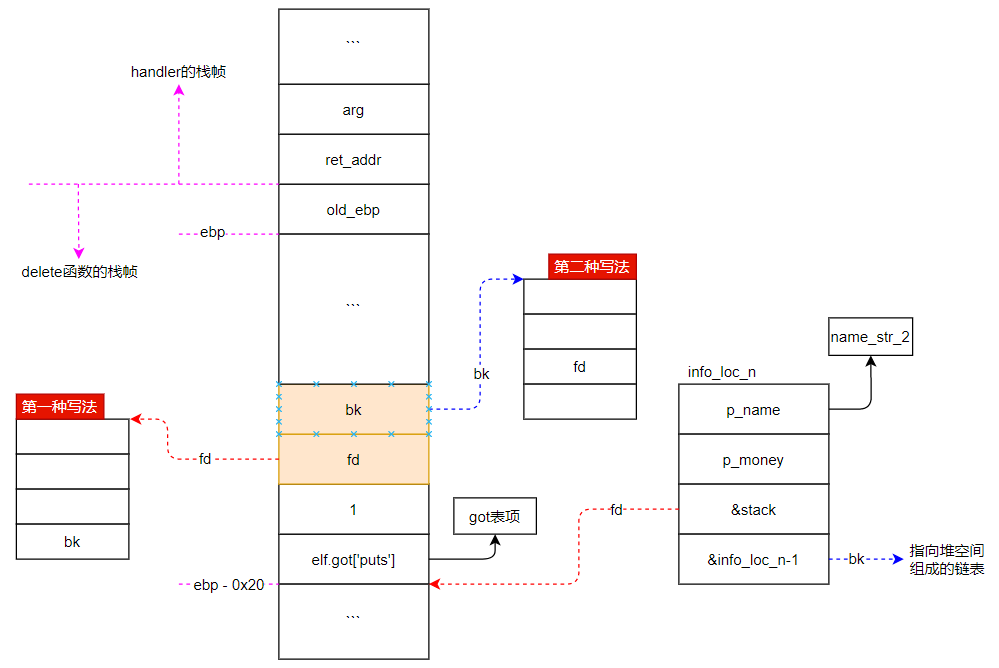 ```
handler的栈帧
arg
ret_addr
old_ebp
ebp
delete函数的栈帧
```
第二种写法
fd
bk
name_str_2
info_loc_n
p_name
p_money
&stack
&info_loc_n-1
fd
bk
指向堆空间
组成的链表
第一种写法
bk
fd
bk
fd
1
got表项
elf.got['puts']
ebp - 0x20
```